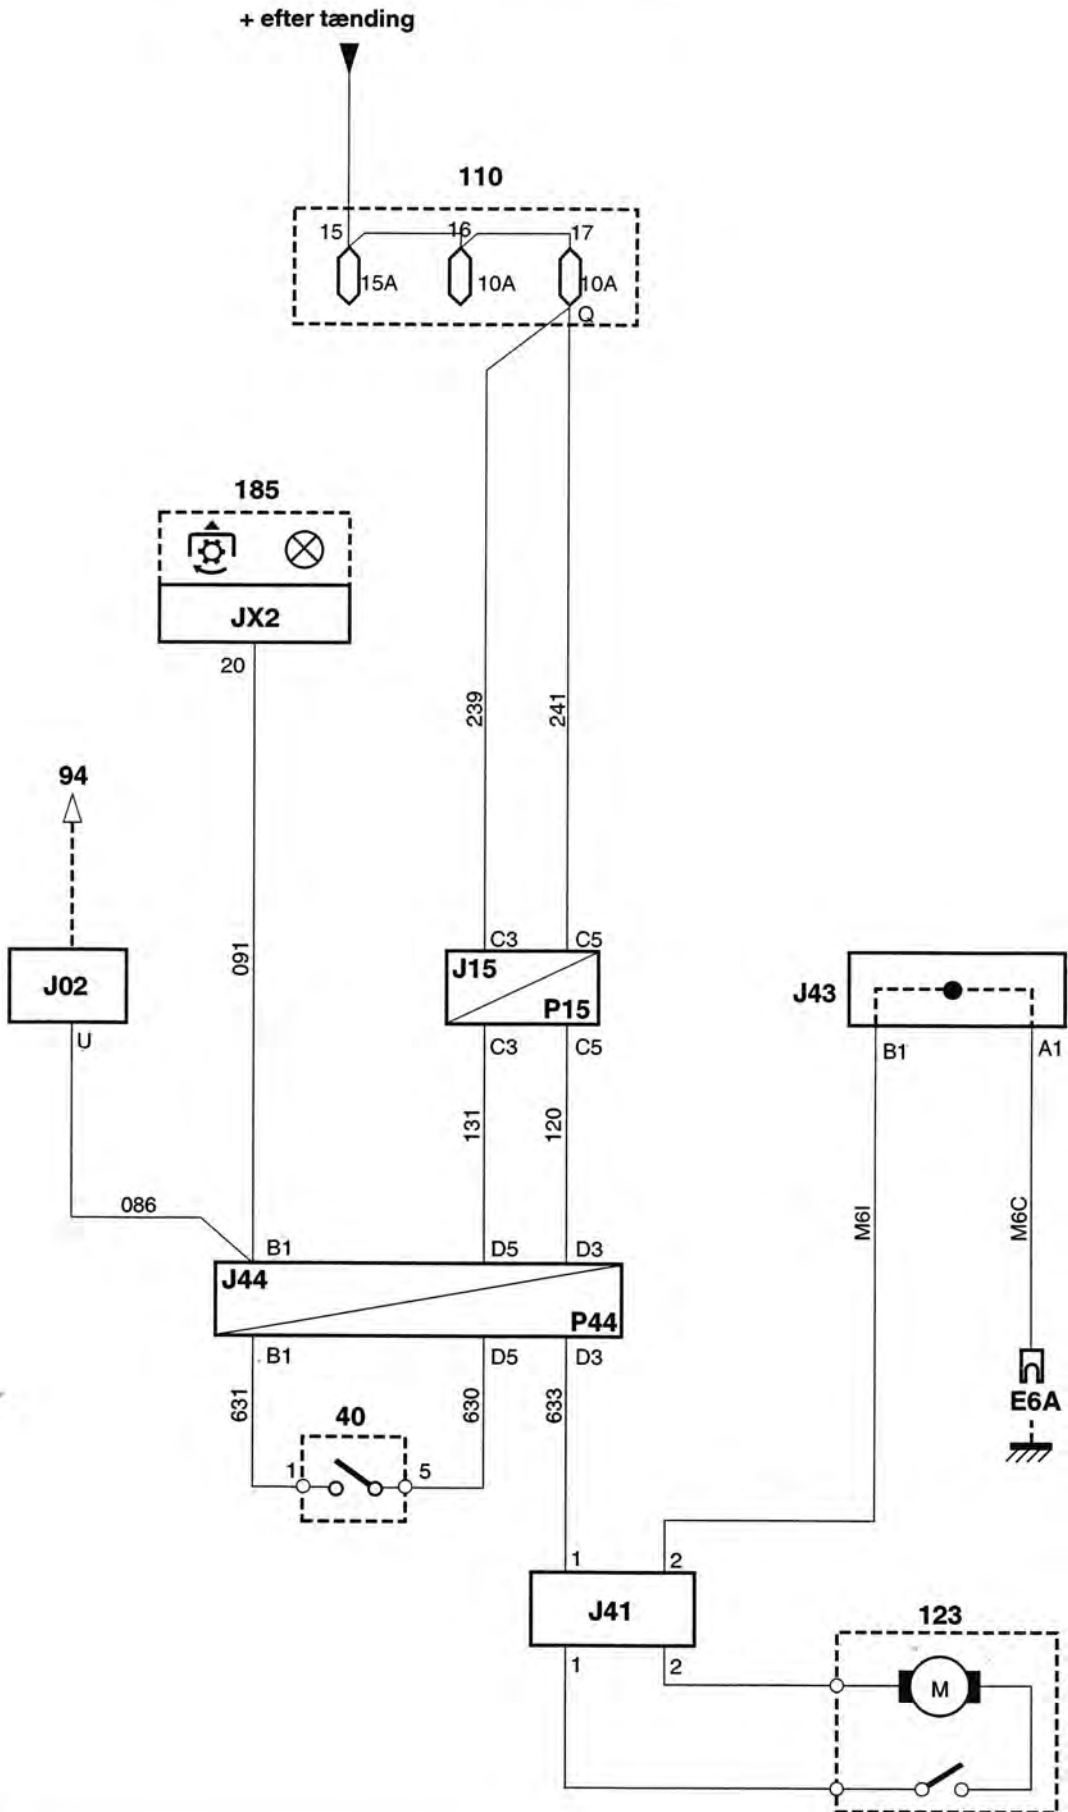 + efter tænding
110
15 16 17
15A 10A 10A
Q
185
JX2
20
239 241
94
091
C3 C5
J02 J15 J43
P15
U C3 C5 B1 A1
131 120
086
M6I M6C
B1 D5 D3
J44
P44
B1 D5 D3
631 40 630 633 E6A
1 5
1 2
J41 123
1 2
M